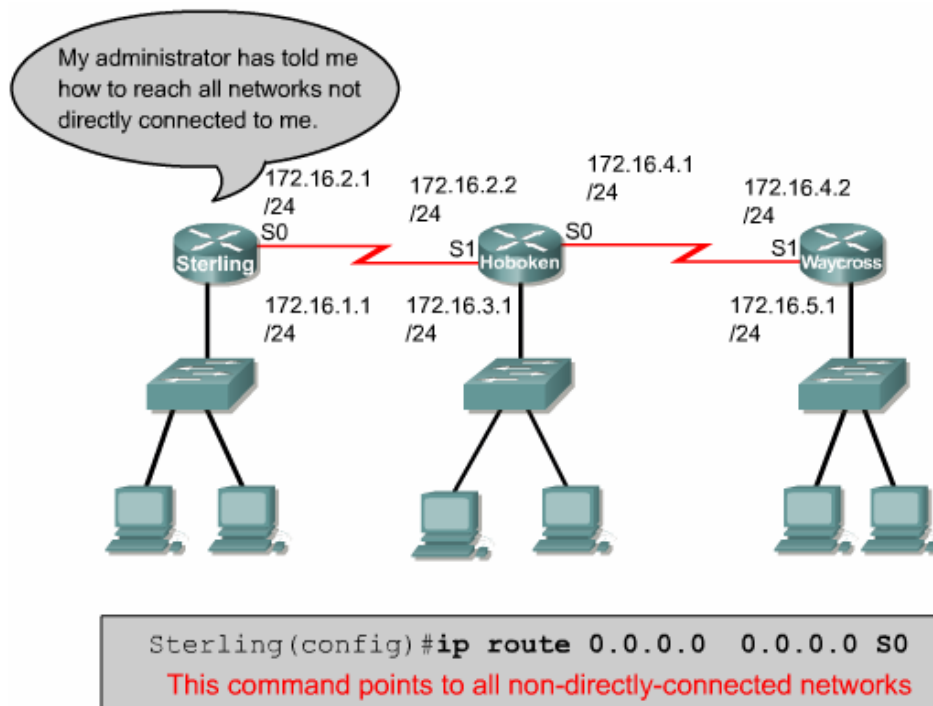 My administrator has told me
how to reach all networks not
directly connected to me.
172.16.2.1
/24
172.16.2.2
/24
172.16.4.1
/24
172.16.4.2
/24
S0
S1
S0
S1
Sterling
Hoboken
Waycross
172.16.1.1
/24
172.16.3.1
/24
172.16.5.1
/24
Sterling(config)#ip route 0.0.0.0 0.0.0.0 S0
This command points to all non-directly-connected networks